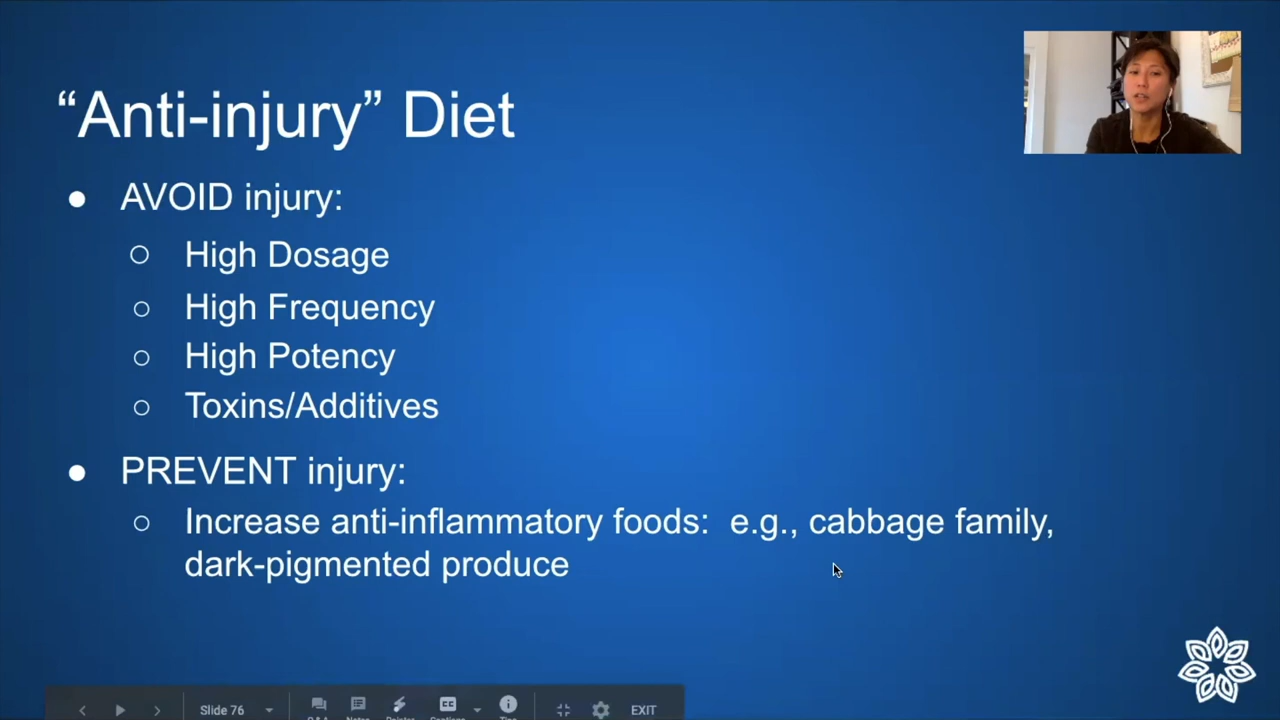 “Anti-injury” Diet
● AVOID injury:
○ High Dosage
○ High Frequency
○ High Potency
○ Toxins/Additives
● PREVENT injury:
○ Increase anti-inflammatory foods:  e.g., cabbage family,
dark-pigmented produce
Slide 76
EXIT